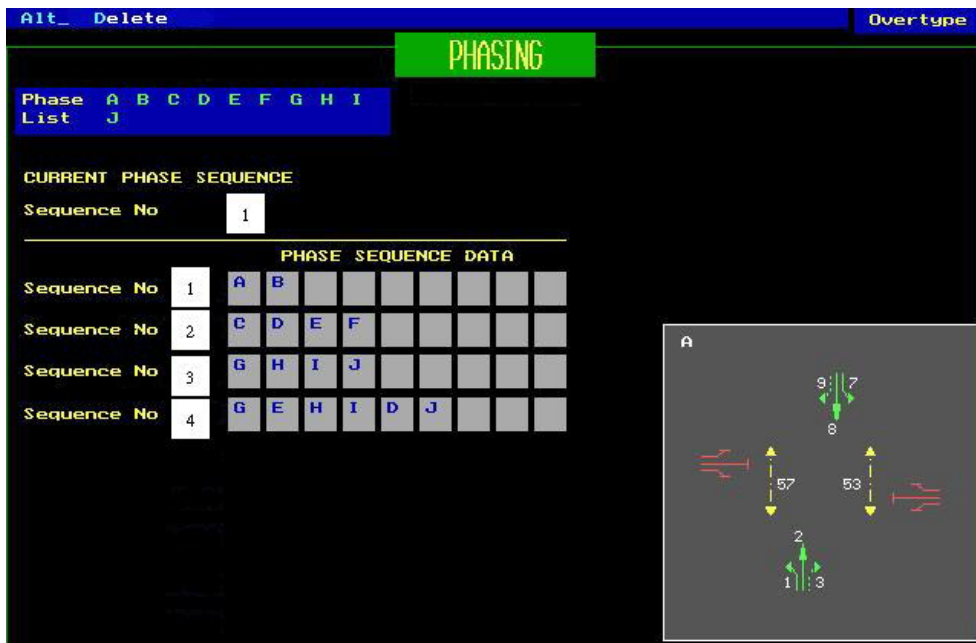 Alt_ Delete
Overtype
PHASING
Phase A B C D E F G H I
List J
CURRENT PHASE SEQUENCE
Sequence No 1
PHASE SEQUENCE DATA
Sequence No 1 A B
Sequence No 2 C D E F
Sequence No 3 G H I J
Sequence No 4 G E H I D J
A
9 7
8
57 53
2
1 3